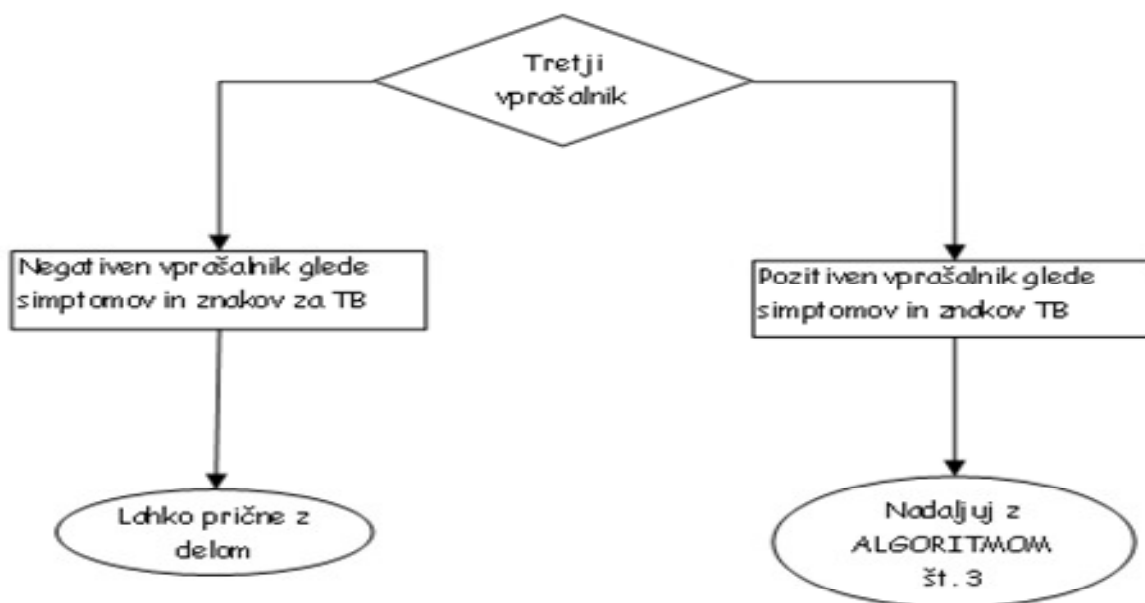 Tretji
vprašalnik
Negativen vprašalnik glede
simptomov in znakov za TB
Pozitiven vprašalnik glede
simptomov in znakov TB
Lahko prične z
delom
Nadaljuj z
ALGORITMOM
št. 3